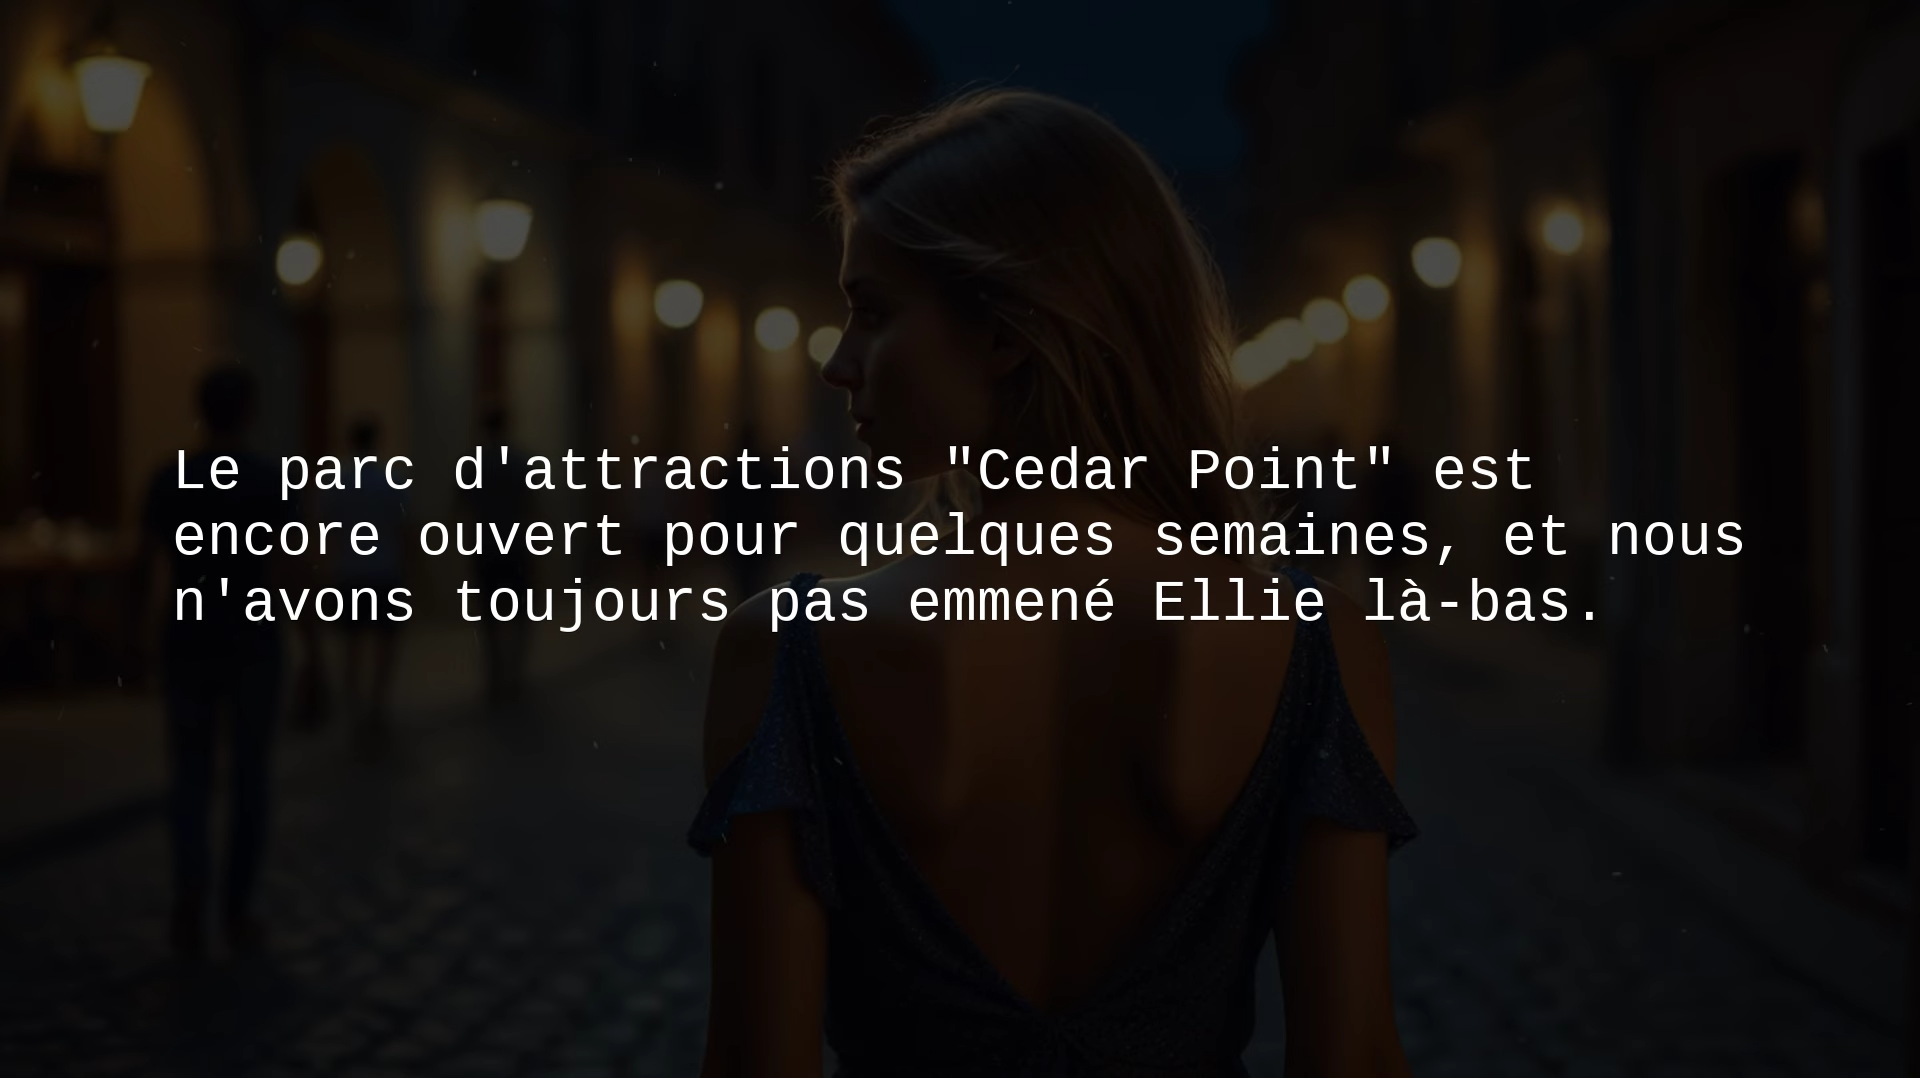 Le parc d'attractions "Cedar Point" est
encore ouvert pour quelques semaines, et nous
n'avons toujours pas emmené Ellie là-bas.